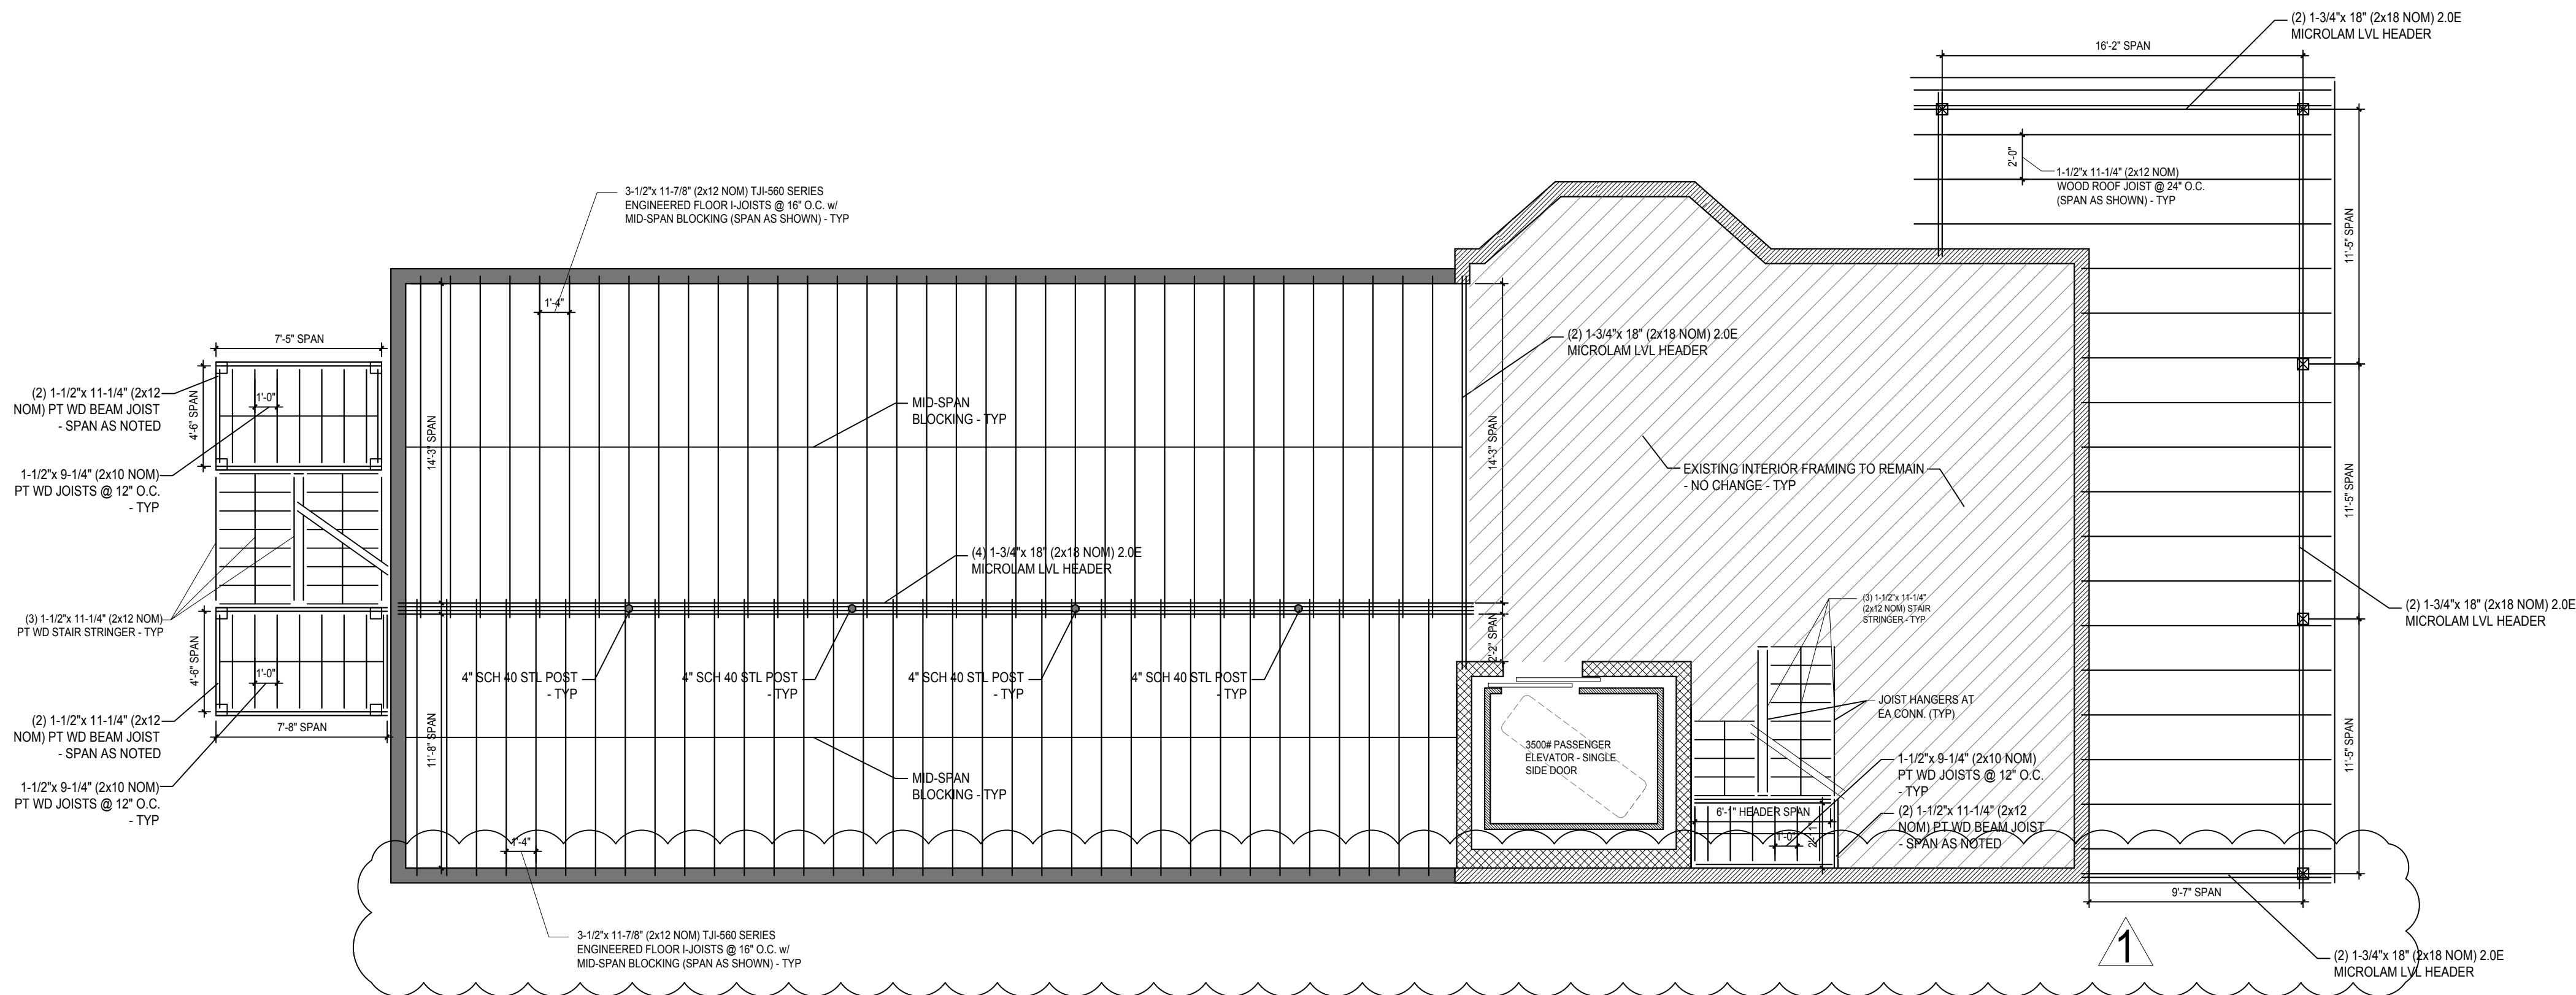 (2) 1-3/4"x 18" (2x18 NOM) 2.0E
MICROLAM LVL HEADER
16'-2" SPAN
2'-0"
1-1/2"x 11-1/4" (2x12 NOM)
WOOD ROOF JOIST @ 24" O.C.
(SPAN AS SHOWN) - TYP
3-1/2"x 11-7/8" (2x12 NOM) TJI-560 SERIES
ENGINEERED FLOOR I-JOISTS @ 16" O.C. w/
MID-SPAN BLOCKING (SPAN AS SHOWN) - TYP
11'-5" SPAN
1'-4"
7'-5" SPAN
(2) 1-3/4"x 18" (2x18 NOM) 2.0E
MICROLAM LVL HEADER
(2) 1-1/2"x 11-1/4" (2x12
NOM) PT WD BEAM JOIST
- SPAN AS NOTED
4'-6" SPAN
1'-0"
MID-SPAN
BLOCKING - TYP
14'-3" SPAN
14'-3" SPAN
1-1/2"x 9-1/4" (2x10 NOM)
PT WD JOISTS @ 12" O.C.
- TYP
EXISTING INTERIOR FRAMING TO REMAIN
- NO CHANGE - TYP
11'-5" SPAN
(4) 1-3/4"x 18" (2x18 NOM) 2.0E
MICROLAM LVL HEADER
(3) 1-1/2"x 11-1/4" (2x12 NOM)
PT WD STAIR STRINGER - TYP
(3) 1-1/2"x 11-1/4"
(2x12 NOM) STAIR
STRINGER - TYP
(2) 1-3/4"x 18" (2x18 NOM) 2.0E
MICROLAM LVL HEADER
2'-2" SPAN
4'-6" SPAN
1'-0"
4" SCH 40 STL POST
- TYP
4" SCH 40 STL POST
- TYP
4" SCH 40 STL POST
- TYP
4" SCH 40 STL POST
- TYP
JOIST HANGERS AT
EA CONN. (TYP)
(2) 1-1/2"x 11-1/4" (2x12
NOM) PT WD BEAM JOIST
- SPAN AS NOTED
7'-8" SPAN
11'-8" SPAN
3500# PASSENGER
ELEVATOR - SINGLE
SIDE DOOR
11'-5" SPAN
1-1/2"x 9-1/4" (2x10 NOM)
PT WD JOISTS @ 12" O.C.
- TYP
MID-SPAN
BLOCKING - TYP
1-1/2"x 9-1/4" (2x10 NOM)
PT WD JOISTS @ 12" O.C.
- TYP
6'-1" HEADER SPAN
1'-0"
(2) 1-1/2"x 11-1/4" (2x12
NOM) PT WD BEAM JOIST
- SPAN AS NOTED
1'-4"
9'-7" SPAN
3-1/2"x 11-7/8" (2x12 NOM) TJI-560 SERIES
ENGINEERED FLOOR I-JOISTS @ 16" O.C. w/
MID-SPAN BLOCKING (SPAN AS SHOWN) - TYP
1
(2) 1-3/4"x 18" (2x18 NOM) 2.0E
MICROLAM LVL HEADER